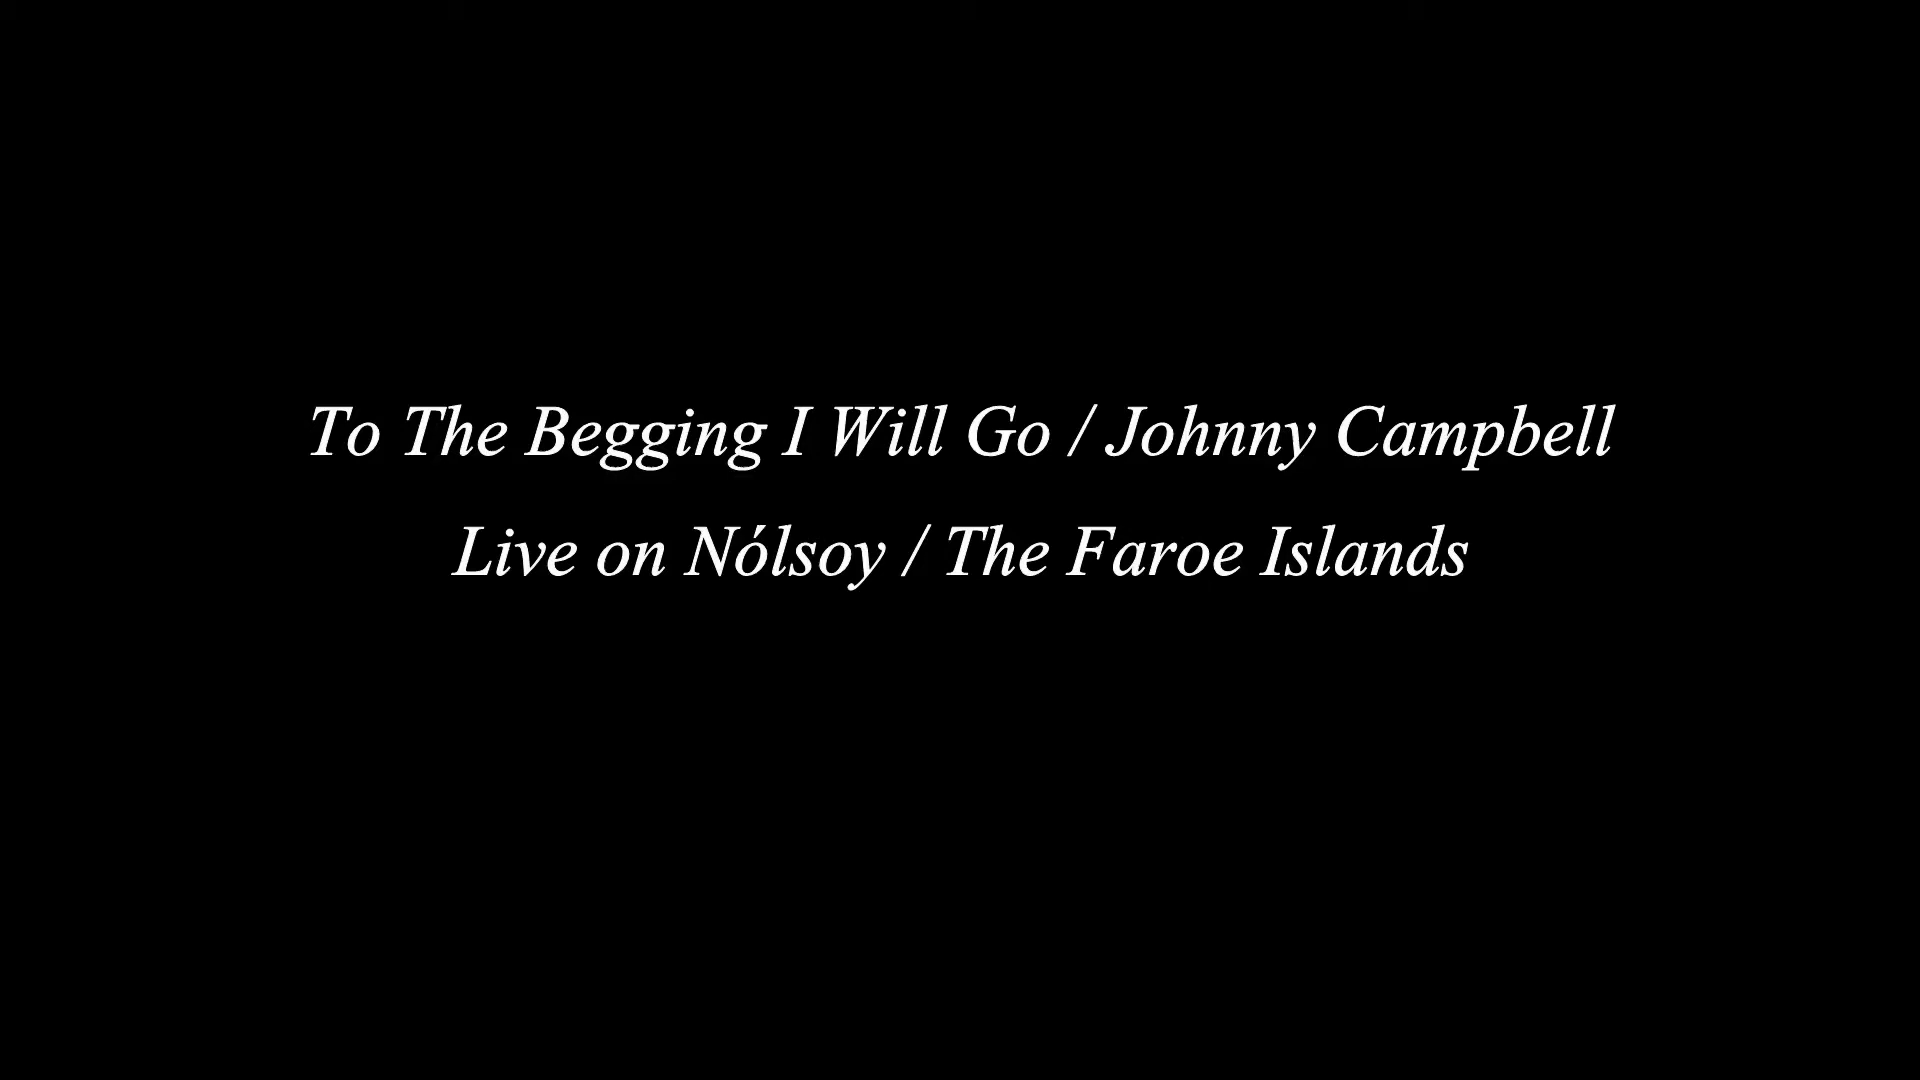 To The Begging I Will Go / Johnny Campbell
Live on Nólsoy / The Faroe Islands